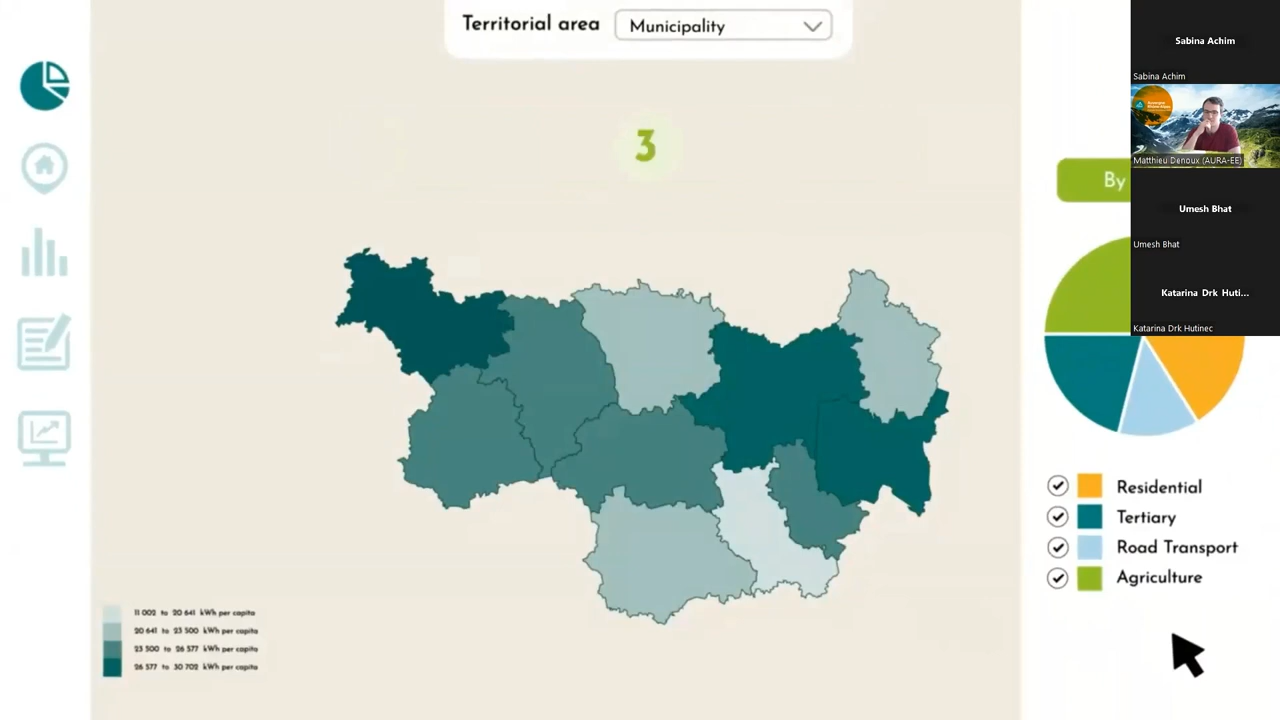 Territorial area
Municipality
3
11 002 to 20 641 kWh per capita
20 641 to 23 500 kWh per capita
23 500 to 26 577 kWh per capita
26 577 to 30 702 kWh per capita
By
Residential
Tertiary
Road Transport
Agriculture
Sabina Achim
Sabina Achim
Matthieu Denoux (AURA-EE)
Umesh Bhat
Umesh Bhat
Katarina Drk Huti...
Katarina Drk Hutinec